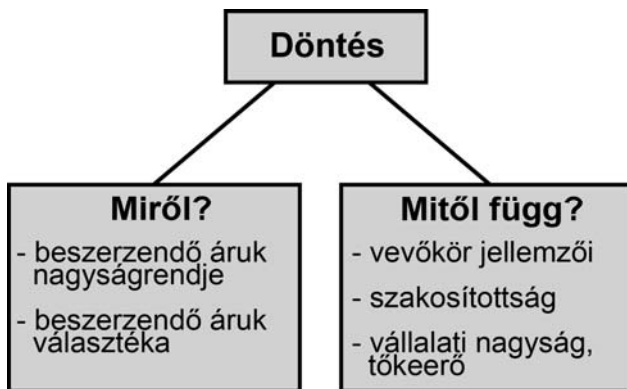 Döntés
Miről?
- beszerzendő áruk
nagyságrendje
- beszerzendő áruk
választéka
Mitől függ?
- vevőkör jellemzői
- szakosítottság
- vállalati nagyság,
tőkeerő